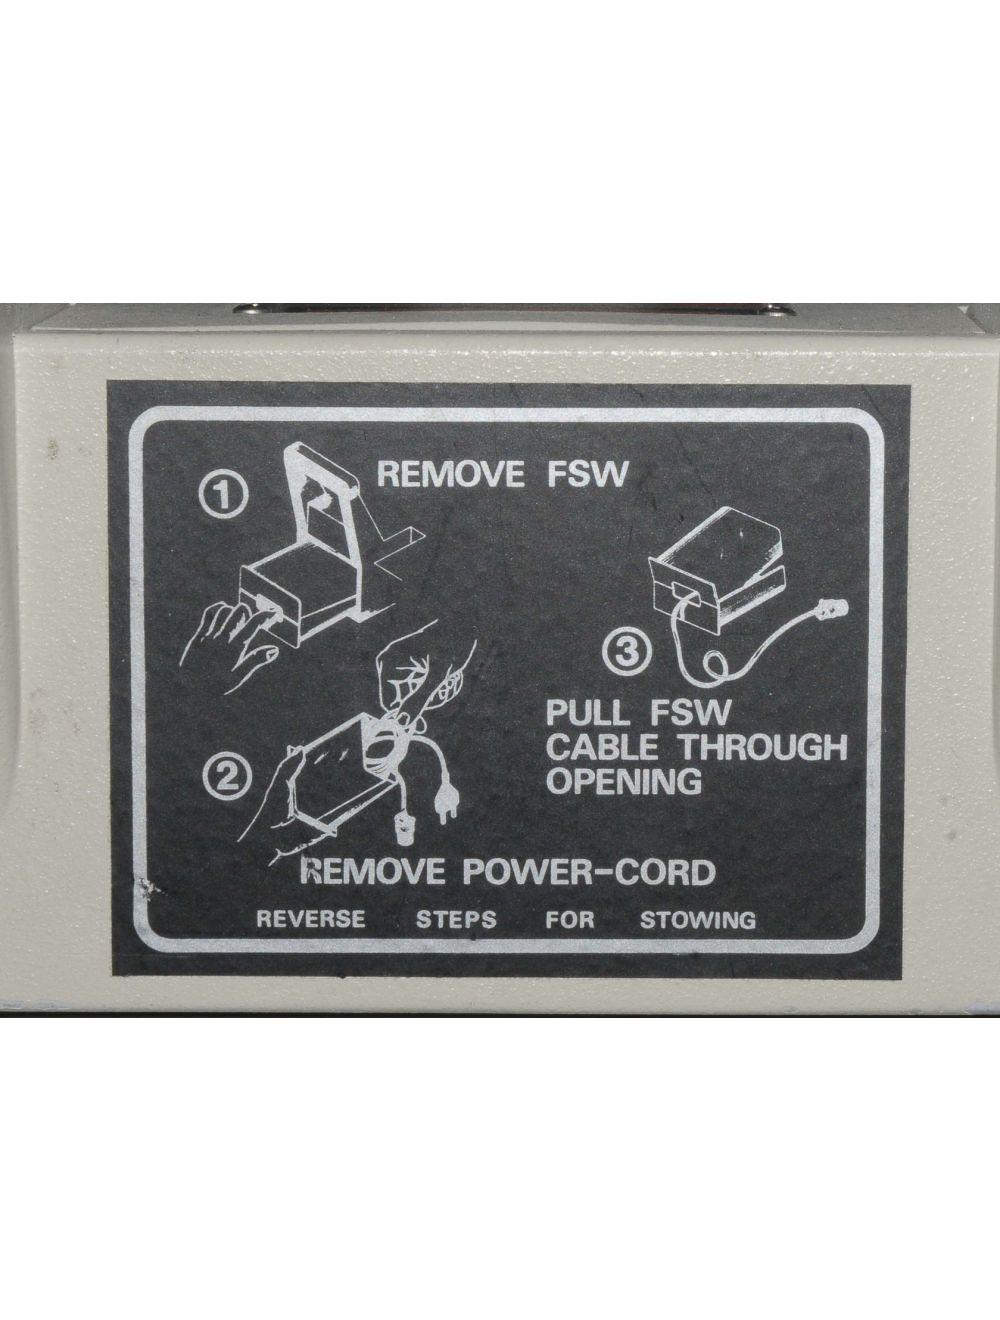 1 REMOVE FSW
2
REMOVE POWER-CORD
3
PULL FSW
CABLE THROUGH
OPENING
REVERSE STEPS FOR STOWING